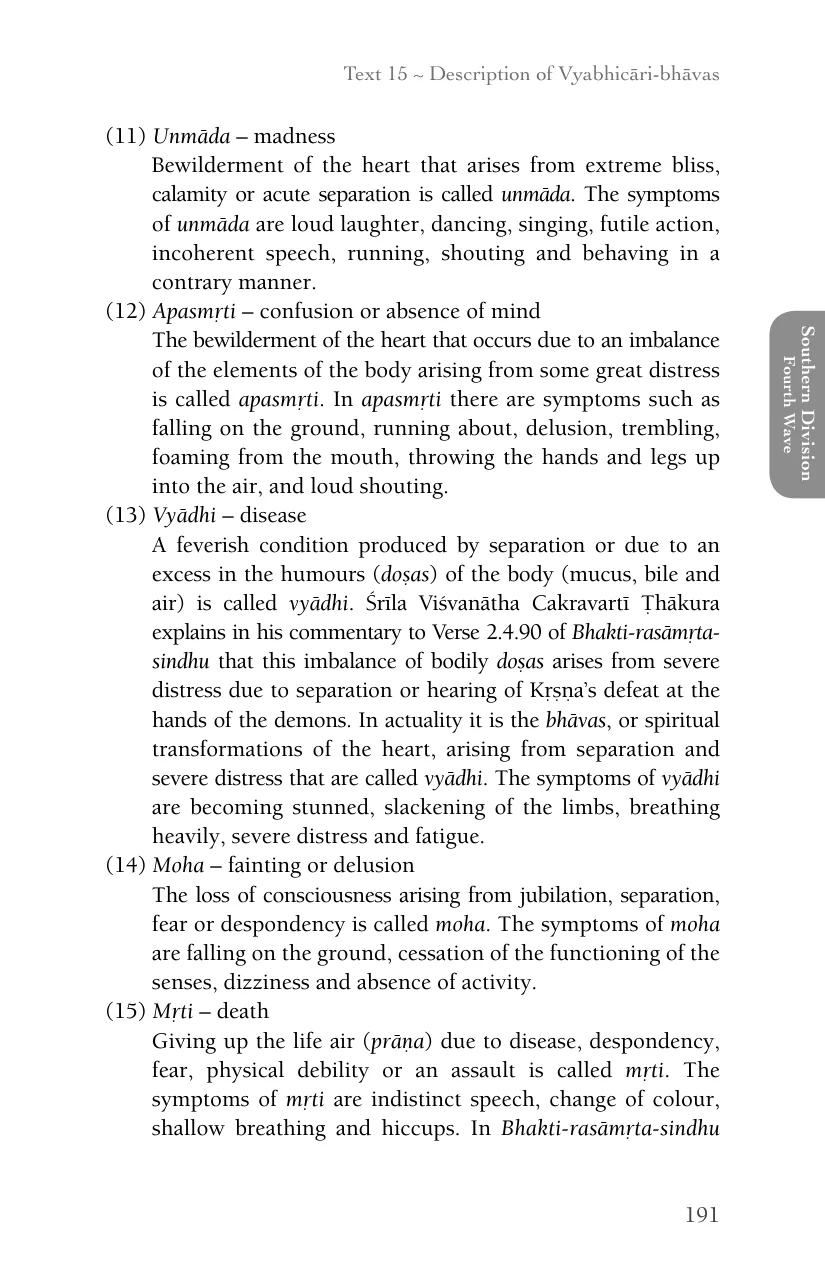 Text 15 ~ Description of Vyabhicāri-bhāvas
(11) Unmāda – madness
Bewilderment of the heart that arises from extreme bliss,
calamity or acute separation is called unmāda. The symptoms
of unmāda are loud laughter, dancing, singing, futile action,
incoherent speech, running, shouting and behaving in a
contrary manner.
(12) Apasmṛti – confusion or absence of mind
The bewilderment of the heart that occurs due to an imbalance
of the elements of the body arising from some great distress
is called apasmṛti. In apasmṛti there are symptoms such as
falling on the ground, running about, delusion, trembling,
foaming from the mouth, throwing the hands and legs up
into the air, and loud shouting.
(13) Vyādhi – disease
A feverish condition produced by separation or due to an
excess in the humours (doṣas) of the body (mucus, bile and
air) is called vyādhi. Śrīla Viśvanātha Cakravartī Ṭhākura
explains in his commentary to Verse 2.4.90 of Bhakti-rasāmṛta-
sindhu that this imbalance of bodily doṣas arises from severe
distress due to separation or hearing of Kṛṣṇa’s defeat at the
hands of the demons. In actuality it is the bhāvas, or spiritual
transformations of the heart, arising from separation and
severe distress that are called vyādhi. The symptoms of vyādhi
are becoming stunned, slackening of the limbs, breathing
heavily, severe distress and fatigue.
(14) Moha – fainting or delusion
The loss of consciousness arising from jubilation, separation,
fear or despondency is called moha. The symptoms of moha
are falling on the ground, cessation of the functioning of the
senses, dizziness and absence of activity.
(15) Mṛti – death
Giving up the life air (prāṇa) due to disease, despondency,
fear, physical debility or an assault is called mṛti. The
symptoms of mṛti are indistinct speech, change of colour,
shallow breathing and hiccups. In Bhakti-rasāmṛta-sindhu
Southern Division
Fourth Wave
191